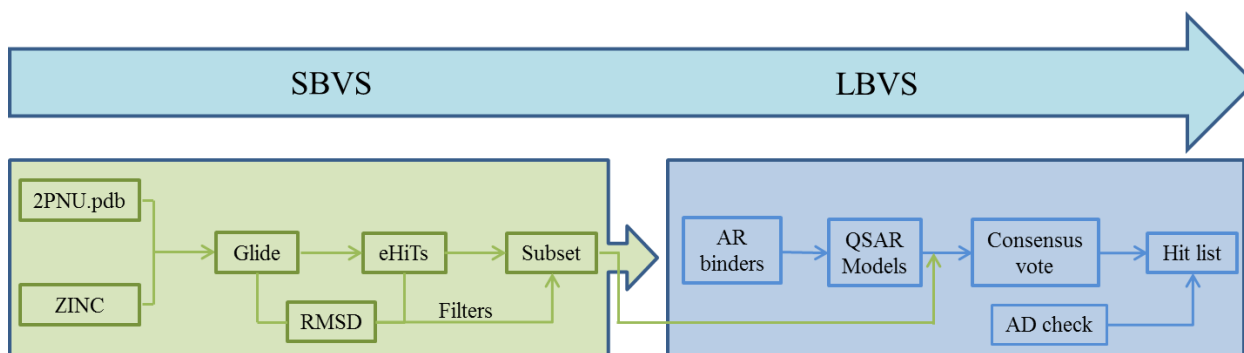 SBVS
LBVS
2PNU.pdb
ZINC
Glide
eHiTs
Subset
RMSD
Filters
AR
binders
QSAR
Models
Consensus
vote
Hit list
AD check